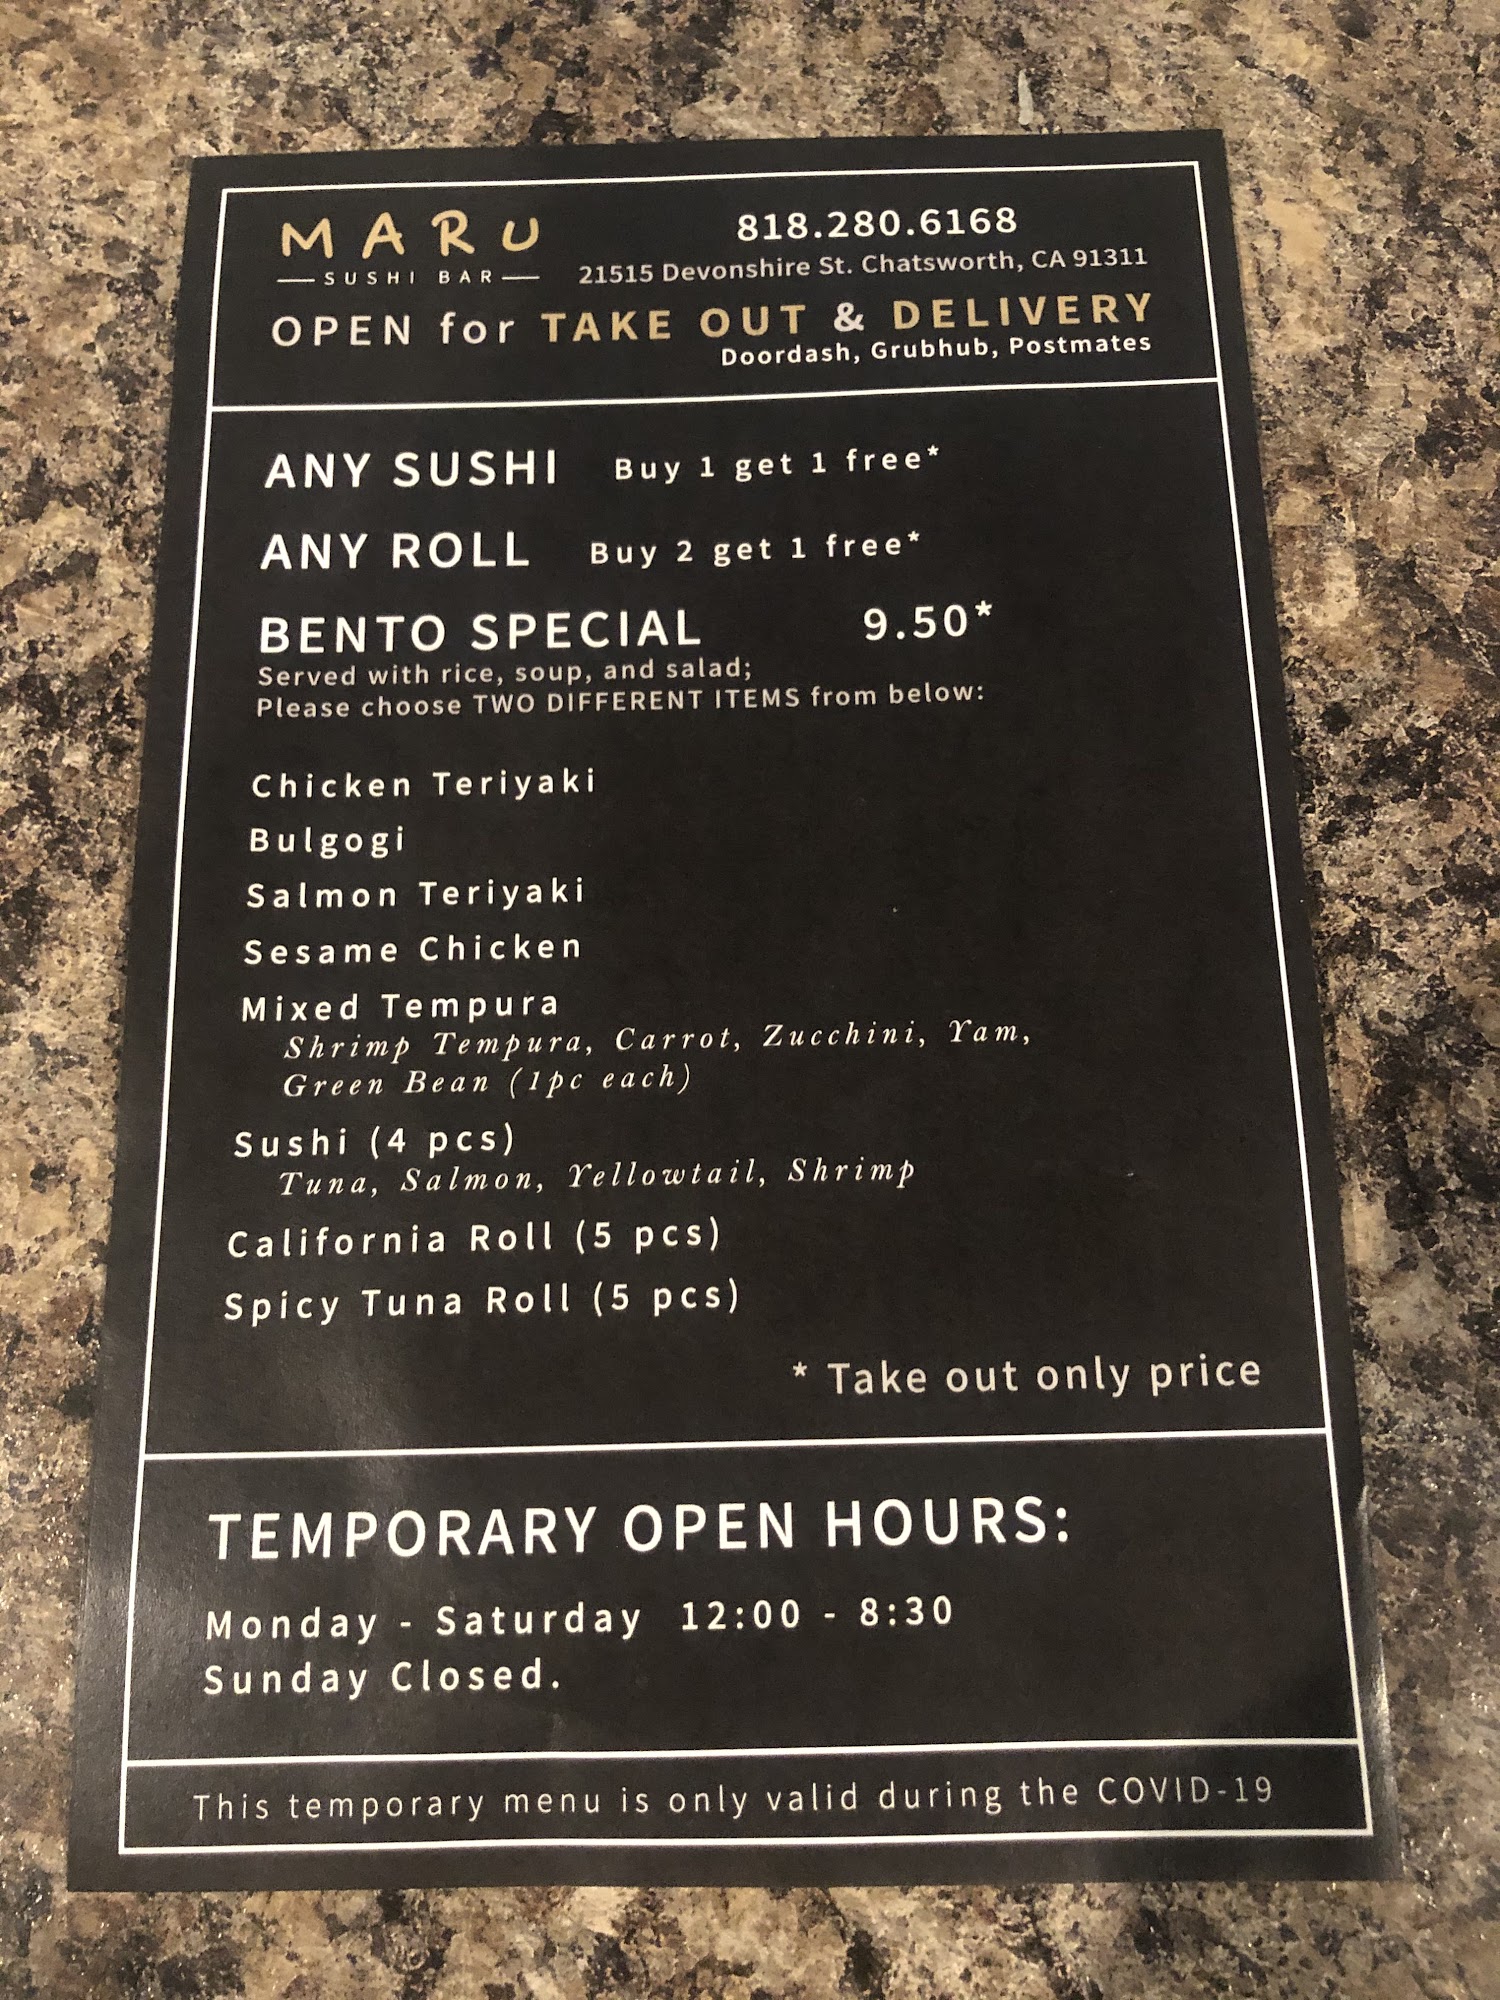 MARU
SUSHI BAR
818.280.6168
21515 Devonshire St. Chatsworth, CA 91311
OPEN for TAKE OUT & DELIVERY
Doordash, Grubhub, Postmates
ANY SUSHI Buy 1 get 1 free*
ANY ROLL Buy 2 get 1 free*
BENTO SPECIAL 9.50*
Served with rice, soup, and salad;
Please choose TWO DIFFERENT ITEMS from below:
Chicken Teriyaki
Bulgogi
Salmon Teriyaki
Sesame Chicken
Mixed Tempura
Shrimp Tempura, Carrot, Zucchini, Yam,
Green Bean (1pc each)
Sushi (4 pcs)
Tuna, Salmon, Yellowtail, Shrimp
California Roll (5 pcs)
Spicy Tuna Roll (5 pcs)
* Take out only price
TEMPORARY OPEN HOURS:
Monday - Saturday 12:00 - 8:30
Sunday Closed.
This temporary menu is only valid during the COVID-19